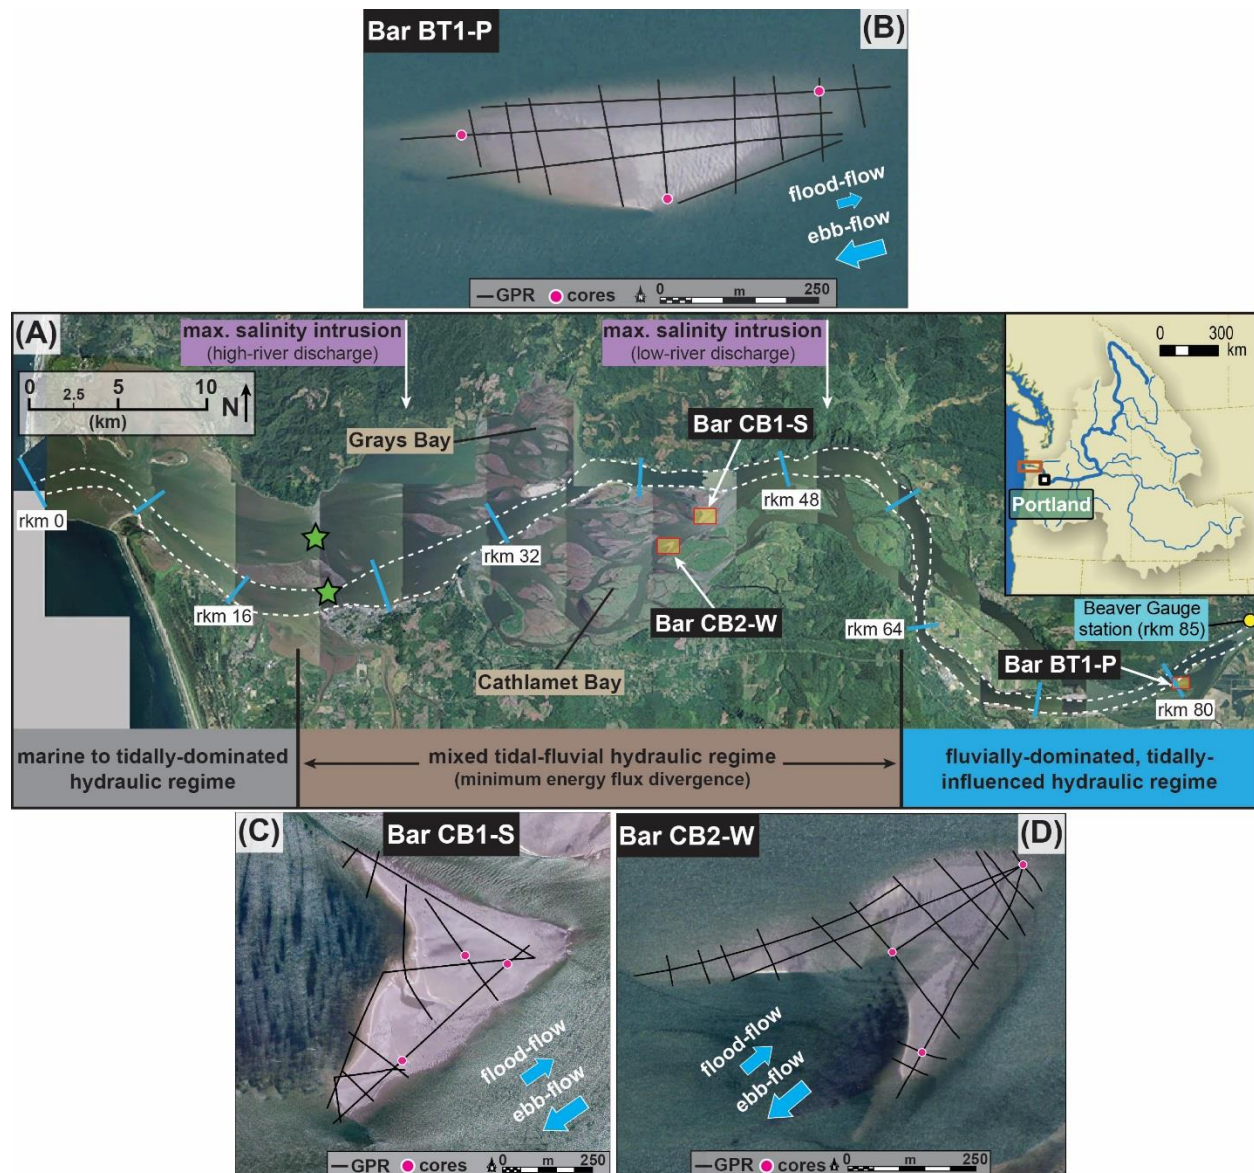 Bar BT1-P
(B)
flood-flow
ebb-flow
GPR
cores
0
m
250
(A)
max. salinity intrusion
(high-river discharge)
max. salinity intrusion
(low-river discharge)
0 300
km
0 5 10
2.5
(km)
N
Grays Bay
Bar CB1-S
Portland
rkm 0
rkm 16
rkm 32
rkm 48
Bar CB2-W
rkm 64
Beaver Gauge
station (rkm 85)
Bar BT1-P
rkm 80
Cathlamet Bay
marine to tidally-dominated
hydraulic regime
mixed tidal-fluvial hydraulic regime
(minimum energy flux divergence)
fluvially-dominated, tidally-
influenced hydraulic regime
Bar CB1-S
(C)
flood-flow
ebb-flow
GPR
cores
0
m
250
Bar CB2-W
(D)
flood-flow
ebb-flow
GPR
cores
0
m
250